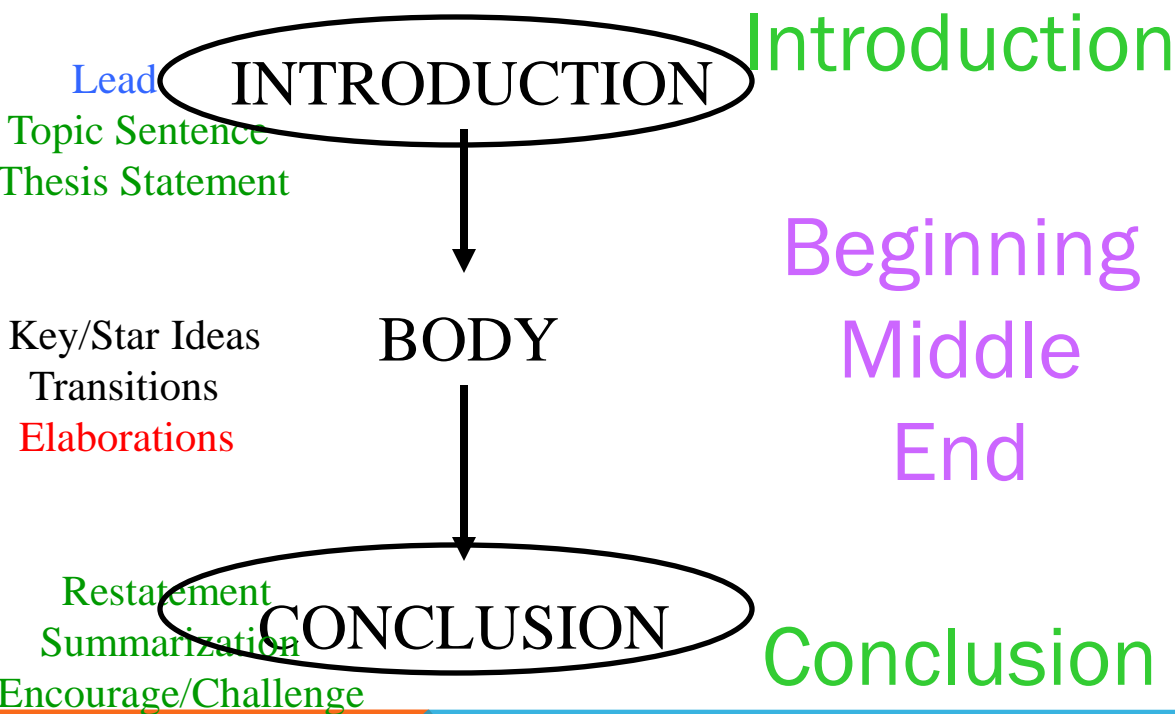 Introduction
Lead
INTRODUCTION
Topic Sentence
Thesis Statement
Beginning
Key/Star Ideas
BODY
Middle
Transitions
Elaborations
End
Restatement
CONCLUSION
Summarization
Conclusion
Encourage/Challenge